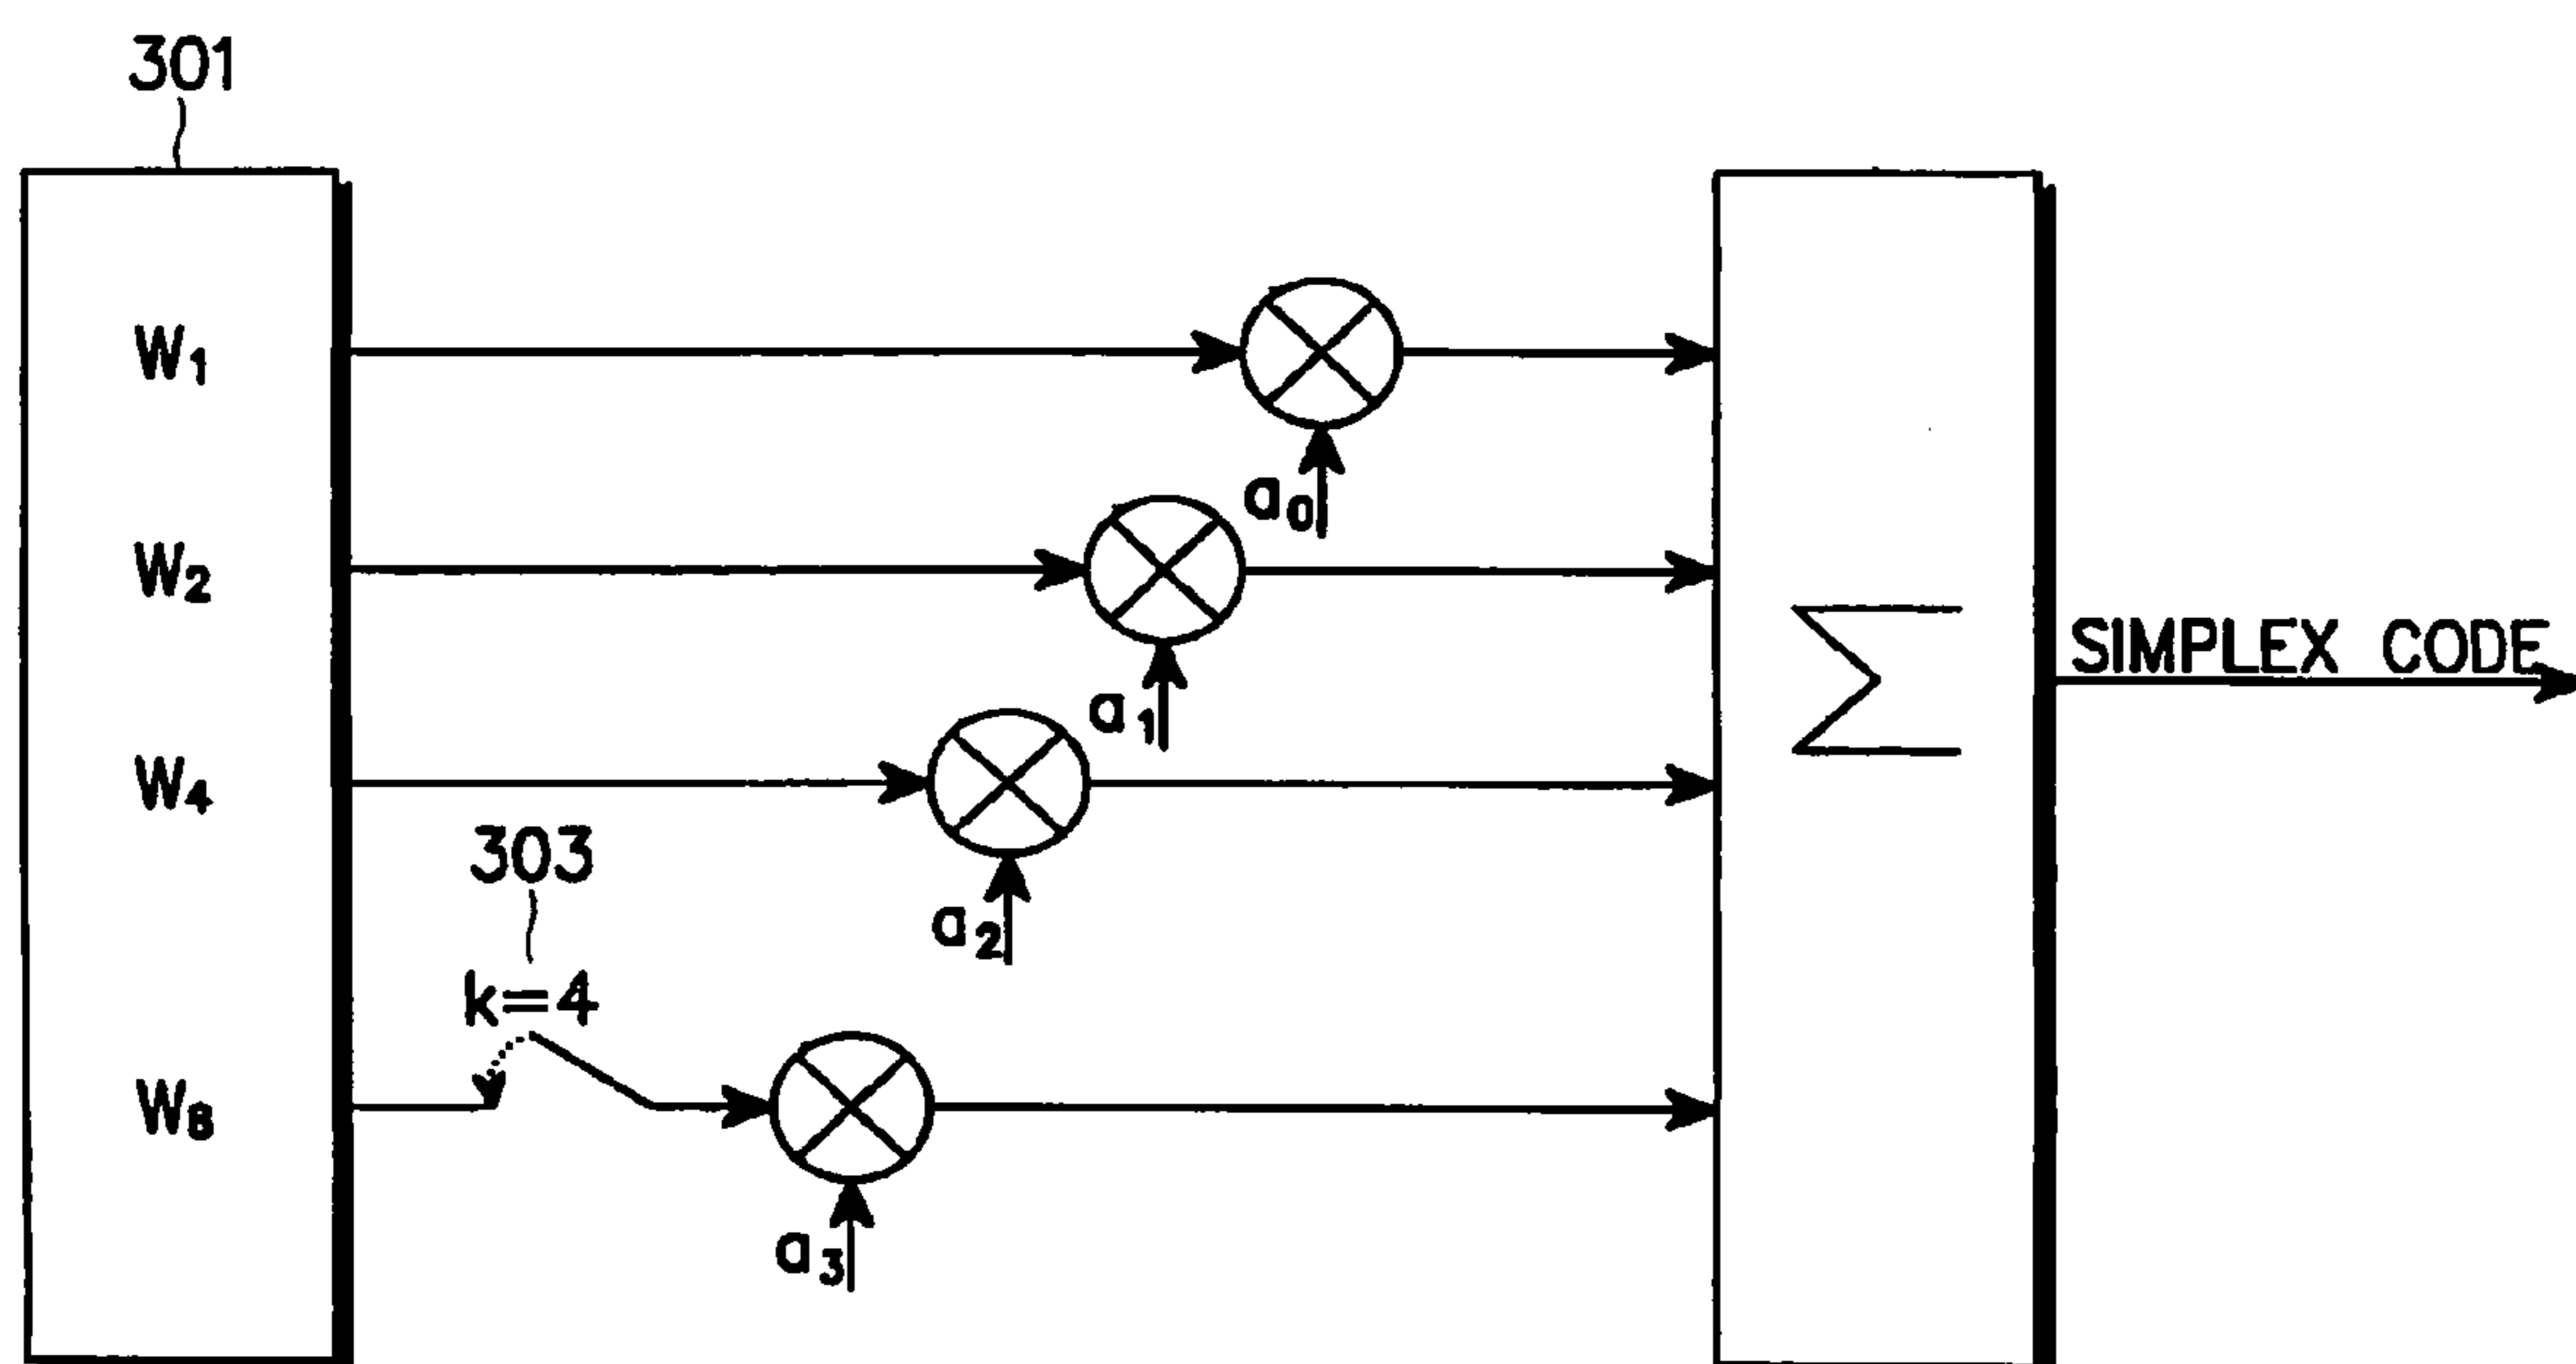 301
W₁
a₀
W₂
a₁
∑
SIMPLEX CODE
W₄
a₂
303
k=4
W₈
a₃